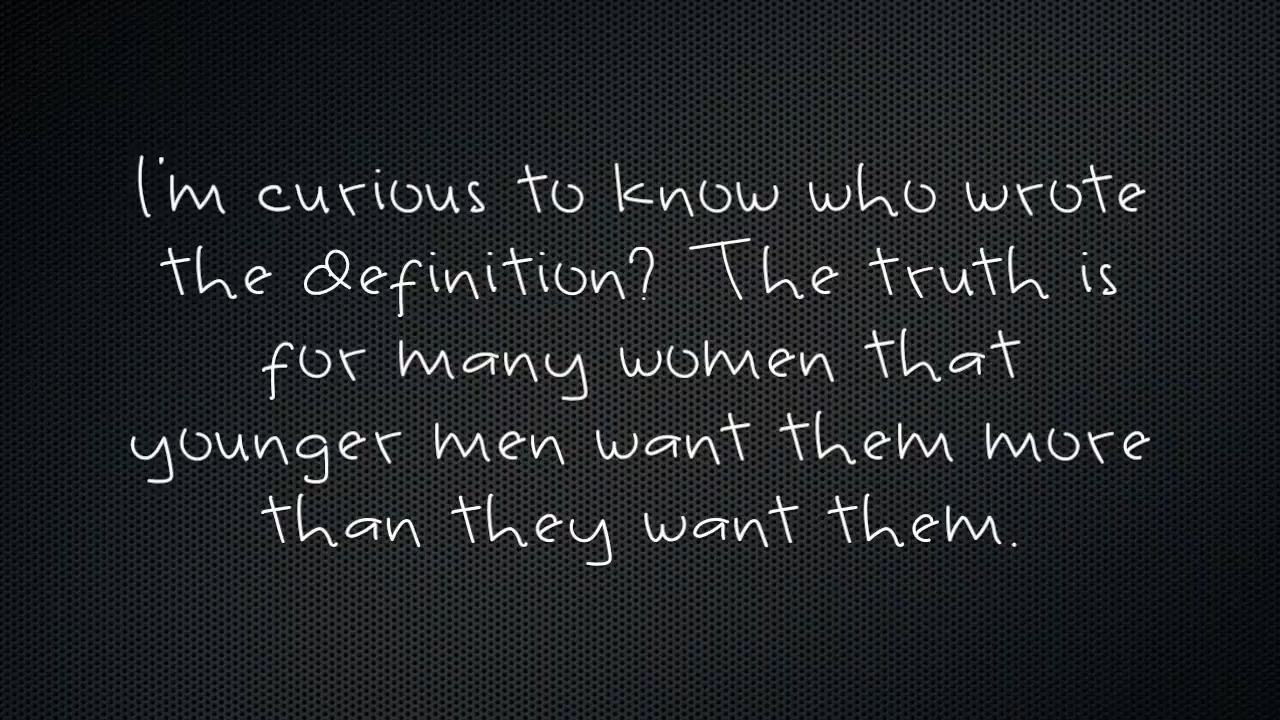 I'm curious to know who wrote
the definition? The truth is
for many women that
younger men want them more
than they want them.